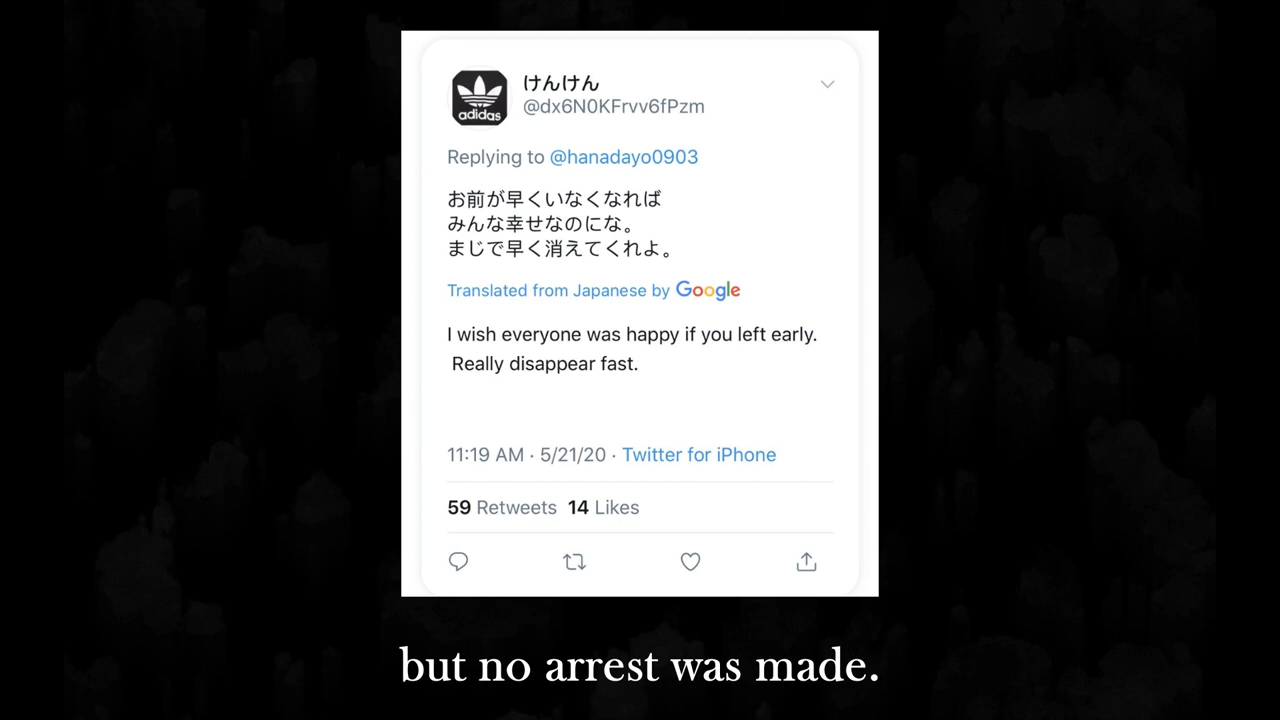 adidas
けんけん
@dx6N0KFrvv6fPzm
Replying to @hanadayo0903
お前が早くいなくなれば
みんな幸せなのにな。
まじで早く消えてくれよ。
Translated from Japanese by Google
I wish everyone was happy if you left early.
Really disappear fast.
11:19 AM · 5/21/20 · Twitter for iPhone
59 Retweets 14 Likes
but no arrest was made.